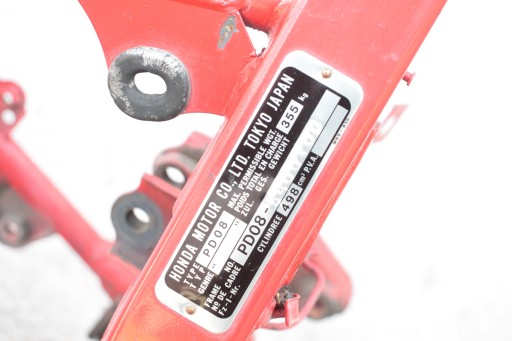 HONDA MOTOR CO., LTD. TOKYO JAPAN
TYPE
TYP "PD08"
GENRE
MAX. PERMISSIBLE WGT.
POIDS TOTAL EN CHARGE 355 kg
ZUL. GES. GEWICHT
FRAME NO.
Nº DE CADRE PD08-
Fz-I-Nr.
CYLINDREE 498 cm³ P.V.A.